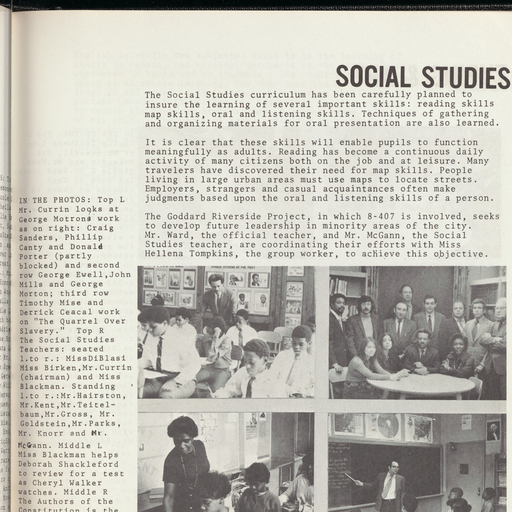 SOCIAL STUDIES
The Social Studies curriculum has been carefully planned to
insure the learning of several important skills: reading skills
map skills, oral and listening skills. Techniques of gathering
and organizing materials for oral presentation are also learned.
It is clear that these skills will enable pupils to function
meaningfully as adults. Reading has become a continuous daily
activity of many citizens both on the job and at leisure. Many
travelers have discovered their need for map skills. People
living in large urban areas must use maps to locate streets.
Employers, strangers and casual acquaintances often make
judgments based upon the oral and listening skills of a person.
The Goddard Riverside Project, in which 8-407 is involved, seeks
to develop future leadership in minority areas of the city.
Mr. Ward, the official teacher, and Mr. McGann, the Social
Studies teacher, are coordinating their efforts with Miss
Hellena Tompkins, the group worker, to achieve this objective.
IN THE PHOTOS: Top L
Mr. Currin looks at
George Motrons work
as on right: Craig
Sanders, Phillip
Canty and Donald
Porter (partly
blocked) and second
row George Ewell,John
Mills and George
Morton; third row
Timothy Mise and
Derrick Ceacal work
on "The Quarrel Over
Slavery." Top R
The Social Studies
Teachers: seated
l.to r.: MissDiBlasi
Miss Birken,Mr.Currin
(chairman) and Miss
Blackman. Standing
l.to r.:Mr.Hairston,
Mr.Kent,Mr.Teitel-
baum,Mr.Gross, Mr.
Goldstein,Mr.Parks,
Mr. Knorr and Mr.
McGann. Middle L
Miss Blackman helps
Deborah Shackleford
to review for a test
as Cheryl Walker
watches. Middle R
The Authors of the
Constitution is the